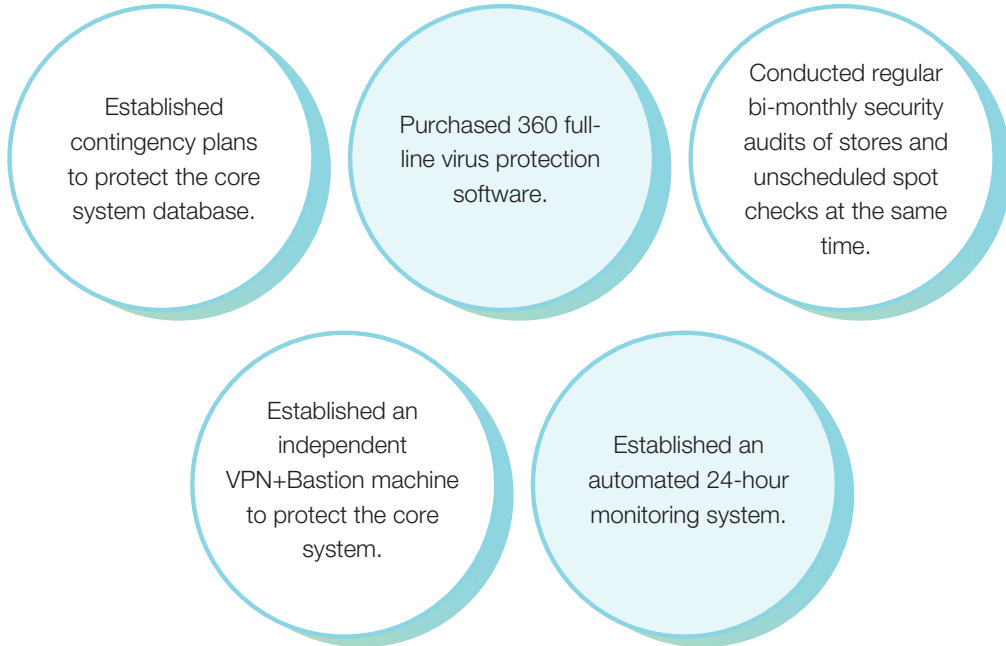 Established
contingency plans
to protect the core
system database.
Purchased 360 full-
line virus protection
software.
Conducted regular
bi-monthly security
audits of stores and
unscheduled spot
checks at the same
time.
Established an
independent
VPN+Bastion machine
to protect the core
system.
Established an
automated 24-hour
monitoring system.